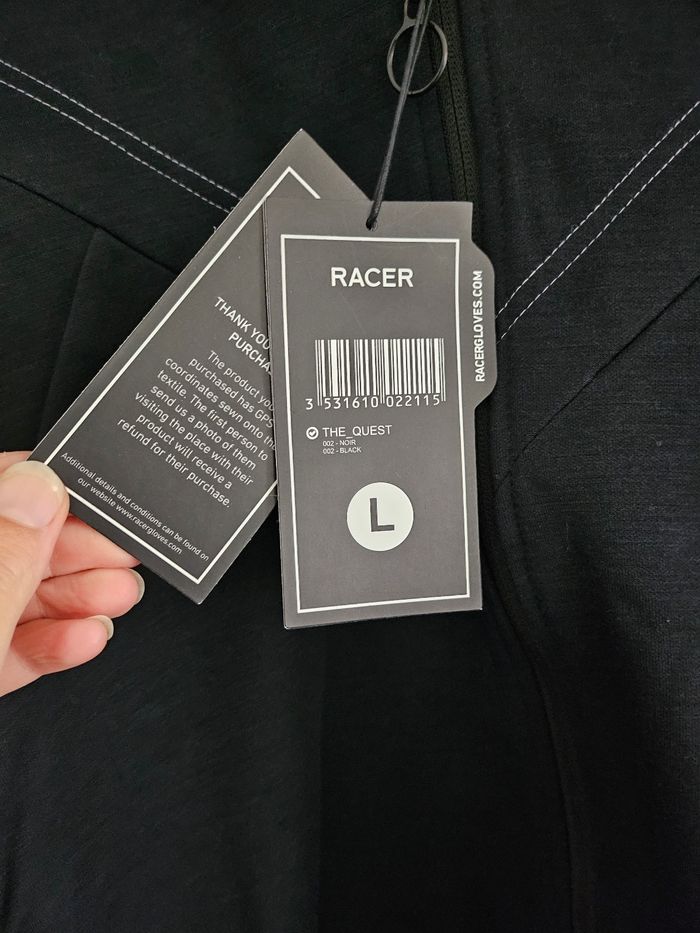 RACER
RACERGLOVES.COM
3 531610 022115
THE_QUEST
002 - NOIR
002 - BLACK
L
THANK YOU
The product you
purchased has GPS
coordinates sewn onto the
textile. The first person to
send us a photo of them
visiting the place with their
product will receive a
refund for their purchase.
Additional details and conditions can be found on
our website www.racergloves.com